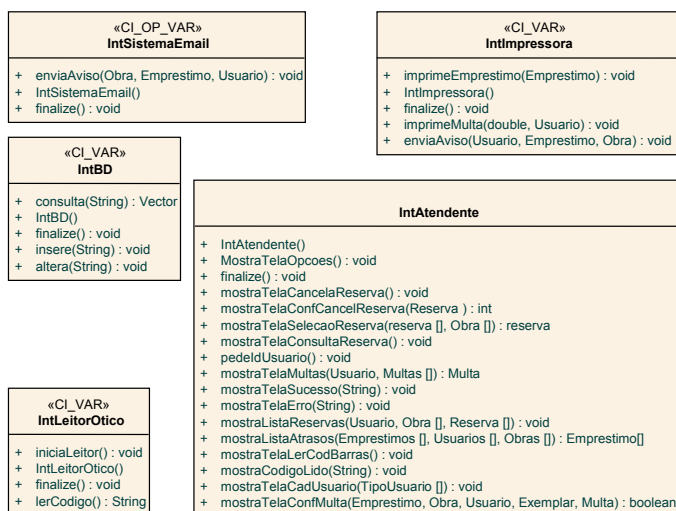 «CI_OP_VAR»
IntSistemaEmail
+ enviaAviso(Obra, Emprestimo, Usuario) : void
+ IntSistemaEmail()
+ finalize() : void
«CI_VAR»
IntImpressora
+ imprimeEmprestimo(Emprestimo) : void
+ IntImpressora()
+ finalize() : void
+ imprimeMulta(double, Usuario) : void
+ enviaAviso(Usuario, Emprestimo, Obra) : void
«CI_VAR»
IntBD
+ consulta(String) : Vector
+ IntBD()
+ finalize() : void
+ insere(String) : void
+ altera(String) : void
IntAtendente
+ IntAtendente()
+ MostraTelaOpcoes() : void
+ finalize() : void
+ mostraTelaCancelaReserva() : void
+ mostraTelaConfCancelReserva(Reserva ) : int
+ mostraTelaSelecaoReserva(reserva [], Obra []) : reserva
+ mostraTelaConsultaReserva() : void
+ pedeIdUsuario() : void
+ mostraTelaMultas(Usuario, Multas []) : Multa
+ mostraTelaSucesso(String) : void
+ mostraTelaErro(String) : void
+ mostraListaReservas(Usuario, Obra [], Reserva []) : void
+ mostraListaAtrasos(Emprestimos [], Usuarios [], Obras []) : Emprestimo[]
+ mostraTelaLerCodBarras() : void
+ mostraCodigoLido(String) : void
+ mostraTelaCadUsuario(TipoUsuario []) : void
+ mostraTelaConfMulta(Emprestimo, Obra, Usuario, Exemplar, Multa) : boolean
«CI_VAR»
IntLeitorOtico
+ iniciaLeitor() : void
+ IntLeitorOtico()
+ finalize() : void
+ lerCodigo() : String